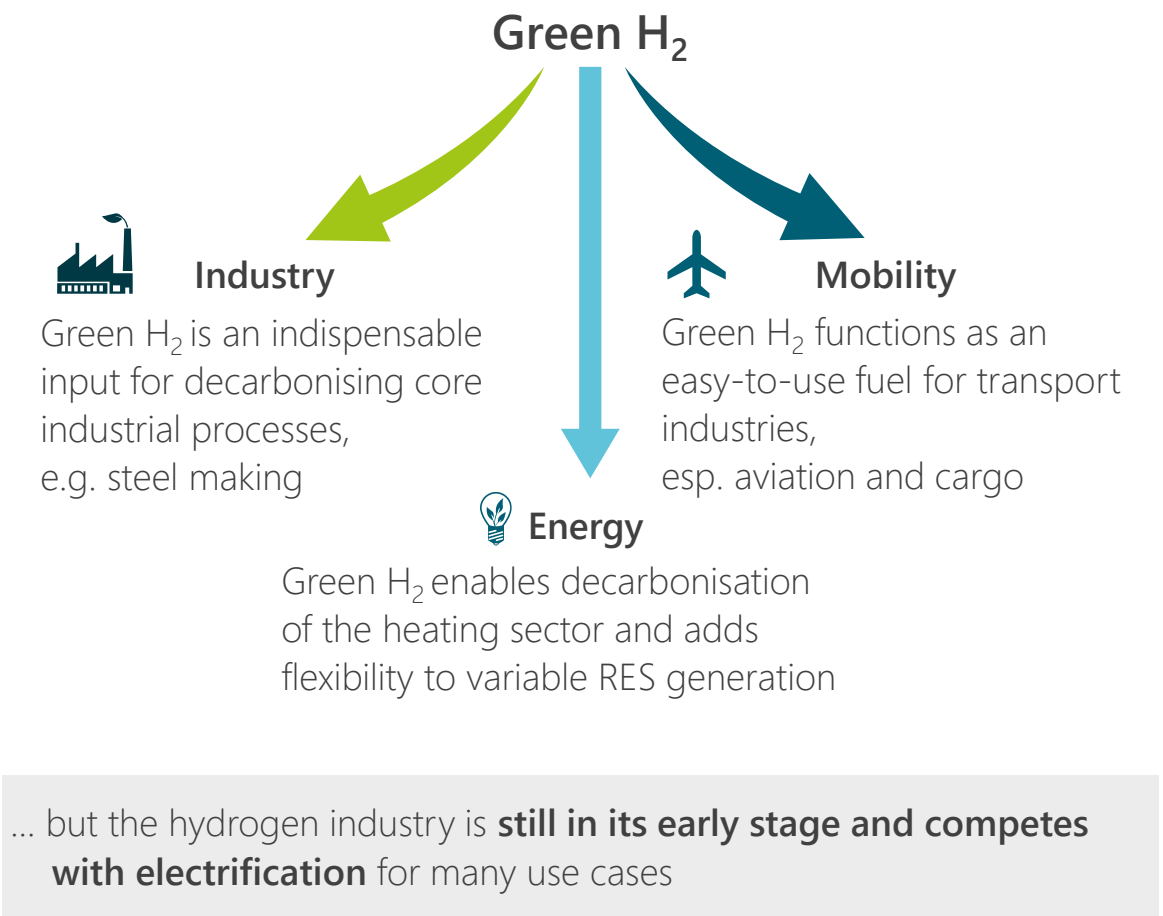 Green H₂
Industry
Green H₂ is an indispensable
input for decarbonising core
industrial processes,
e.g. steel making
Mobility
Green H₂ functions as an
easy-to-use fuel for transport
industries,
esp. aviation and cargo
Energy
Green H₂ enables decarbonisation
of the heating sector and adds
flexibility to variable RES generation
... but the hydrogen industry is still in its early stage and competes
with electrification for many use cases